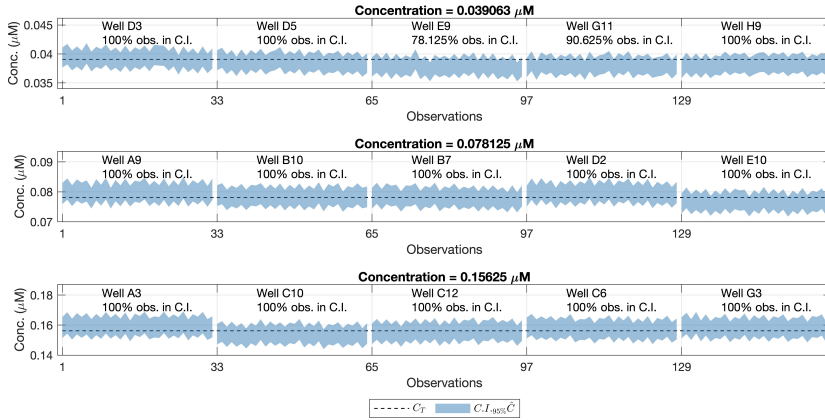 Concentration = 0.039063 μM
Conc. (μM)
0.045
0.04
0.035
Well D3
100% obs. in C.I.
Well D5
100% obs. in C.I.
Well E9
78.125% obs. in C.I.
Well G11
90.625% obs. in C.I.
Well H9
100% obs. in C.I.
1 33 65 97 129
Observations
Concentration = 0.078125 μM
Conc. (μM)
0.09
0.08
0.07
Well A9
100% obs. in C.I.
Well B10
100% obs. in C.I.
Well B7
100% obs. in C.I.
Well D2
100% obs. in C.I.
Well E10
100% obs. in C.I.
1 33 65 97 129
Observations
Concentration = 0.15625 μM
Conc. (μM)
0.18
0.16
0.14
Well A3
100% obs. in C.I.
Well C10
100% obs. in C.I.
Well C12
100% obs. in C.I.
Well C6
100% obs. in C.I.
Well G3
100% obs. in C.I.
1 33 65 97 129
Observations
C_T C.I._95% Ĉ